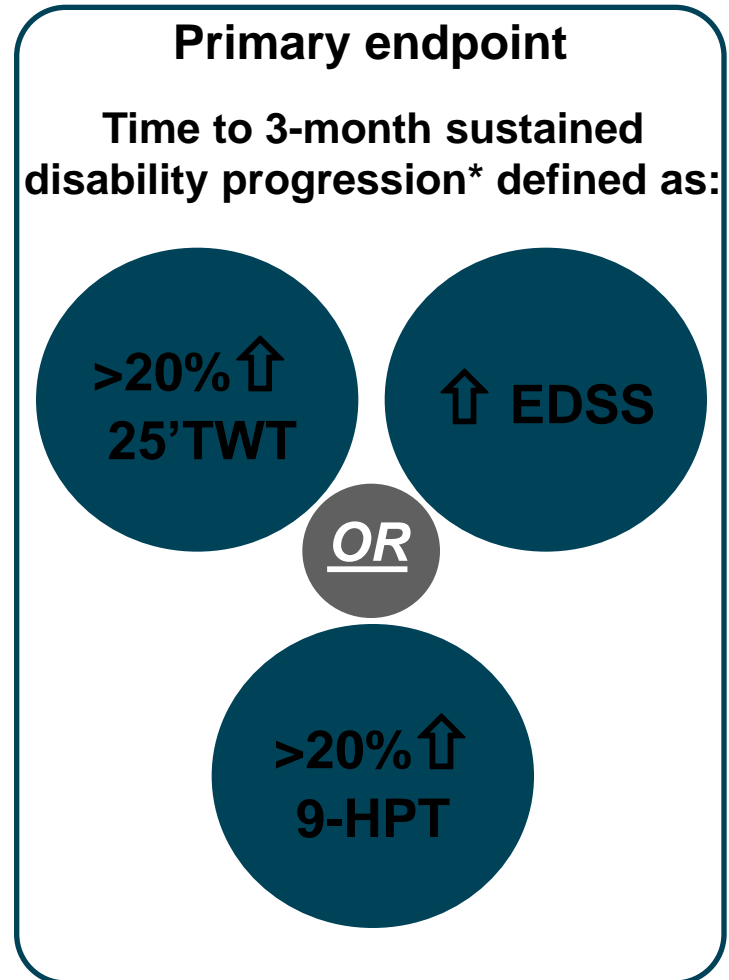 Primary endpoint
Time to 3-month sustained
disability progression* defined as:
>20%⇧
25’TWT
⇧ EDSS
OR
>20%⇧
9-HPT